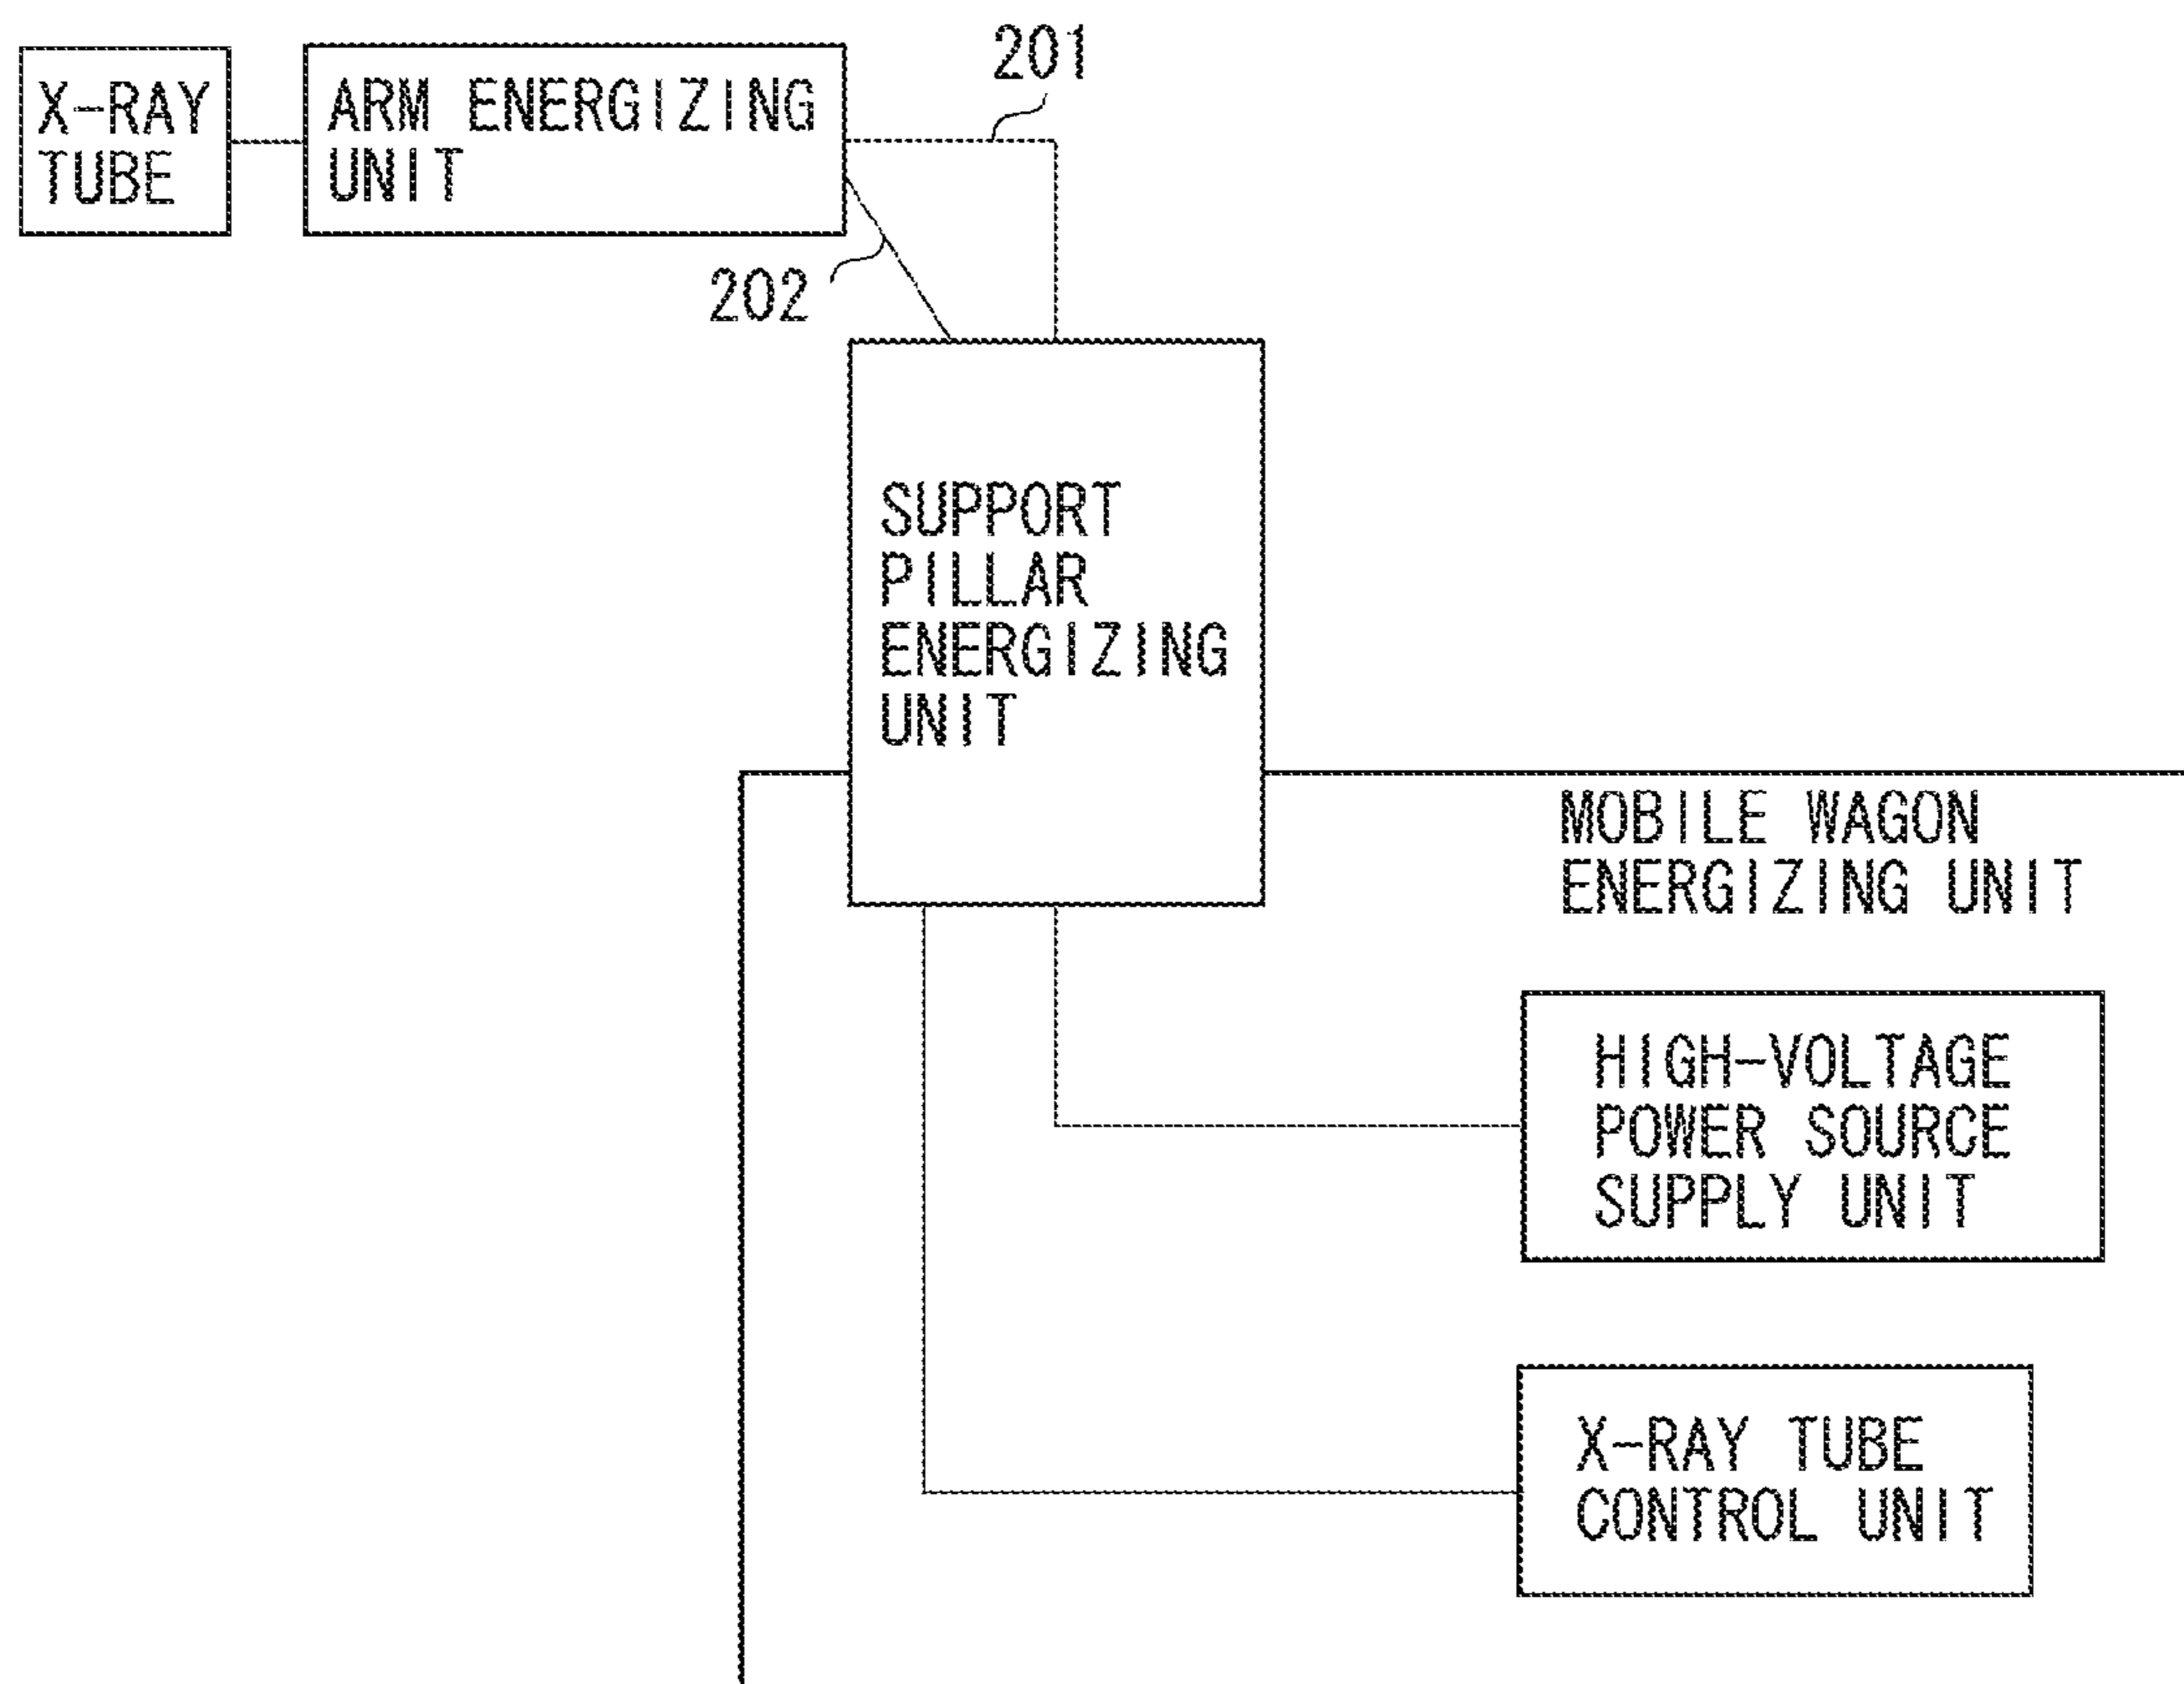 201
X-RAY
TUBE
ARM ENERGIZING
UNIT
202
SUPPORT
PILLAR
ENERGIZING
UNIT
MOBILE WAGON
ENERGIZING UNIT
HIGH-VOLTAGE
POWER SOURCE
SUPPLY UNIT
X-RAY TUBE
CONTROL UNIT